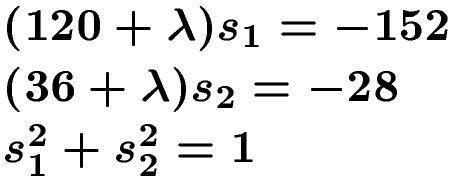 (120 + λ)s₁ = −152
(36 + λ)s₂ = −28
s₁² + s₂² = 1